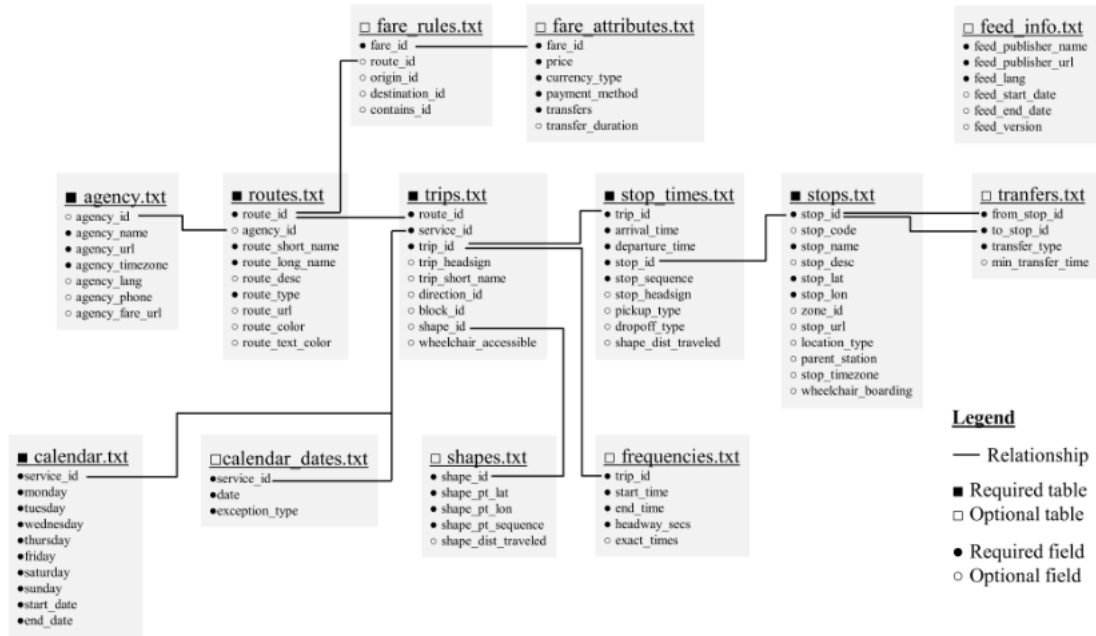 fare_rules.txt
fare_id
route_id
origin_id
destination_id
contains_id
fare_attributes.txt
fare_id
price
currency_type
payment_method
transfers
transfer_duration
feed_info.txt
feed_publisher_name
feed_publisher_url
feed_lang
feed_start_date
feed_end_date
feed_version
agency.txt
agency_id
agency_name
agency_url
agency_timezone
agency_lang
agency_phone
agency_fare_url
routes.txt
route_id
agency_id
route_short_name
route_long_name
route_desc
route_type
route_url
route_color
route_text_color
trips.txt
route_id
service_id
trip_id
trip_headsign
trip_short_name
direction_id
block_id
shape_id
wheelchair_accessible
stop_times.txt
trip_id
arrival_time
departure_time
stop_id
stop_sequence
stop_headsign
pickup_type
dropoff_type
shape_dist_traveled
stops.txt
stop_id
stop_code
stop_name
stop_desc
stop_lat
stop_lon
zone_id
stop_url
location_type
parent_station
stop_timezone
wheelchair_boarding
tranfers.txt
from_stop_id
to_stop_id
transfer_type
min_transfer_time
calendar.txt
service_id
monday
tuesday
wednesday
thursday
friday
saturday
sunday
start_date
end_date
calendar_dates.txt
service_id
date
exception_type
shapes.txt
shape_id
shape_pt_lat
shape_pt_lon
shape_pt_sequence
shape_dist_traveled
frequencies.txt
trip_id
start_time
end_time
headway_secs
exact_times
Legend
Relationship
Required table
Optional table
Required field
Optional field